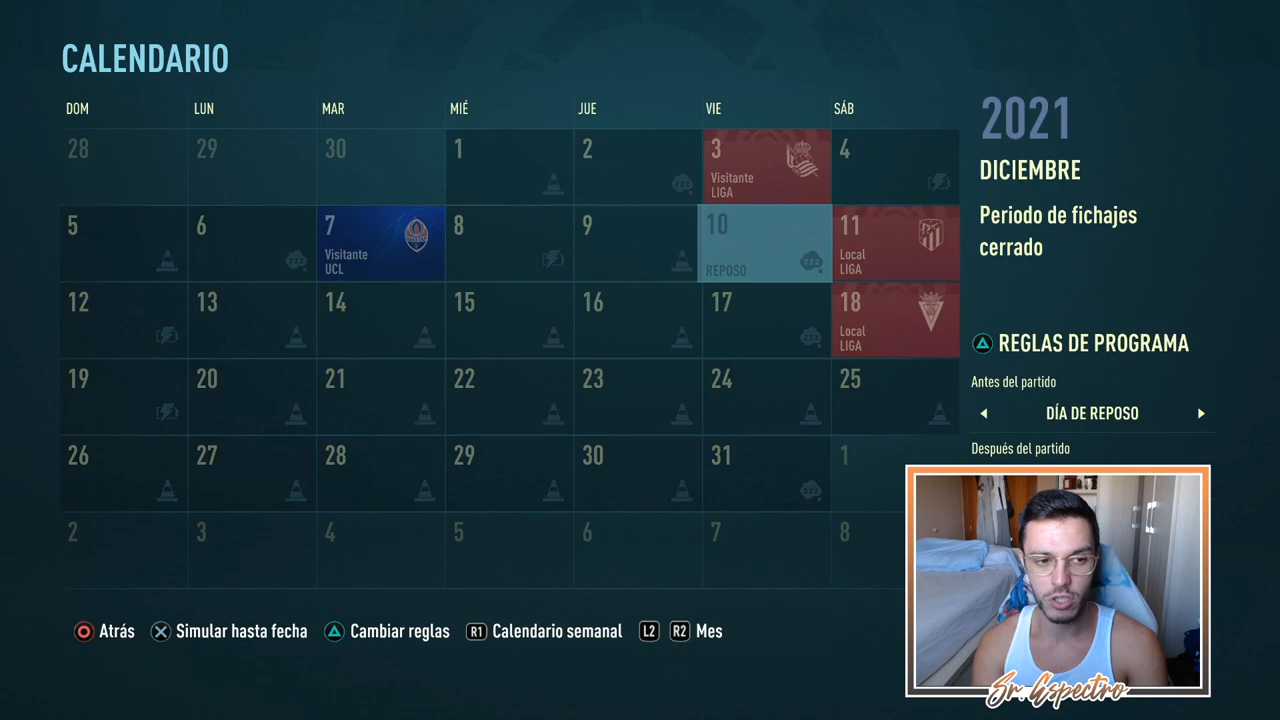 CALENDARIO
DOM LUN MAR MIÉ JUE VIE SÁB
28 29 30 1 2 3 4
Visitante
LIGA
5 6 7 8 9 10 11
Visitante
UCL
REPOSO
Local
LIGA
12 13 14 15 16 17 18
Local
LIGA
19 20 21 22 23 24 25
26 27 28 29 30 31 1
2 3 4 5 6 7 8
2021
DICIEMBRE
Periodo de fichajes
cerrado
REGLAS DE PROGRAMA
Antes del partido
DÍA DE REPOSO
Después del partido
Sr. Espectro
Atrás Simular hasta fecha Cambiar reglas R1 Calendario semanal L2 R2 Mes